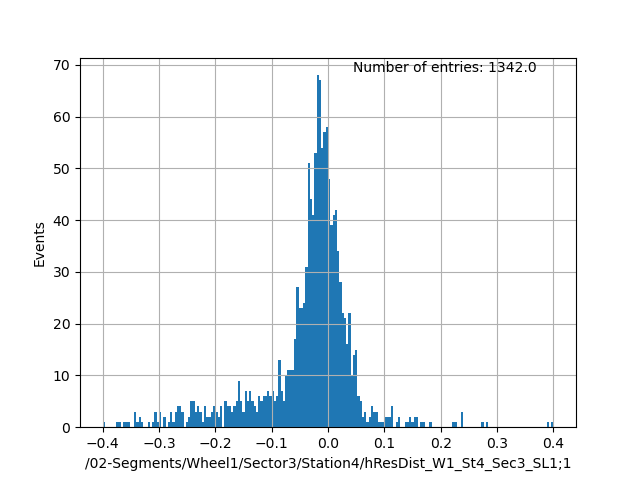 Number of entries: 1342.0
70
60
50
40
30
20
10
0
Events
−0.4 −0.3 −0.2 −0.1 0.0 0.1 0.2 0.3 0.4
/02-Segments/Wheel1/Sector3/Station4/hResDist_W1_St4_Sec3_SL1;1